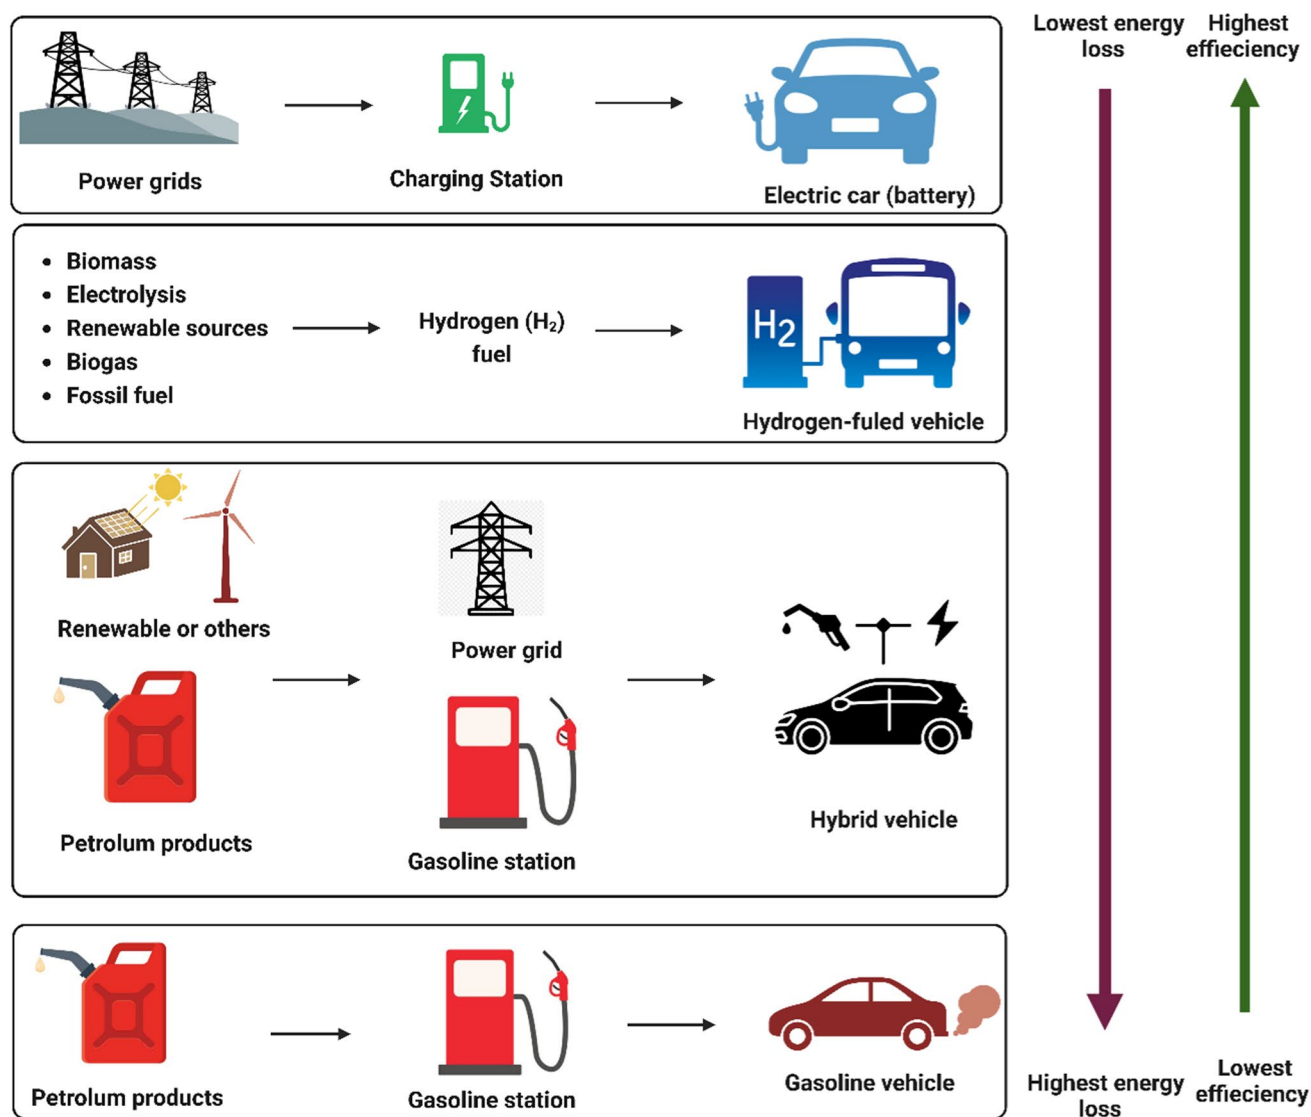 Lowest energy
loss
Highest
effieciency
Power grids
Charging Station
Electric car (battery)
• Biomass
• Electrolysis
• Renewable sources
• Biogas
• Fossil fuel
Hydrogen (H₂)
fuel
H₂
Hydrogen-fuled vehicle
Renewable or others
Power grid
Petrolum products
Gasoline station
Hybrid vehicle
Petrolum products
Gasoline station
Gasoline vehicle
Highest energy
loss
Lowest
effieciency